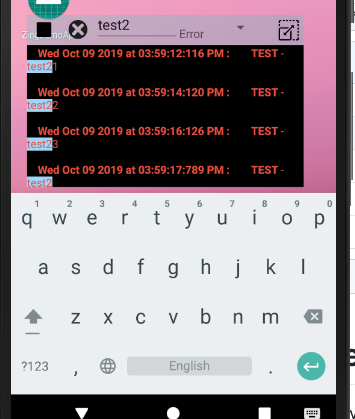 test2
Error
Wed Oct 09 2019 at 03:59:12:116 PM : TEST -
test21
Wed Oct 09 2019 at 03:59:14:120 PM : TEST -
test22
Wed Oct 09 2019 at 03:59:16:126 PM : TEST -
test23
Wed Oct 09 2019 at 03:59:17:789 PM : TEST -
test2
1 2 3 4 5 6 7 8 9 0
q w e r t y u i o p
a s d f g h j k l
z x c v b n m
?123 , English .